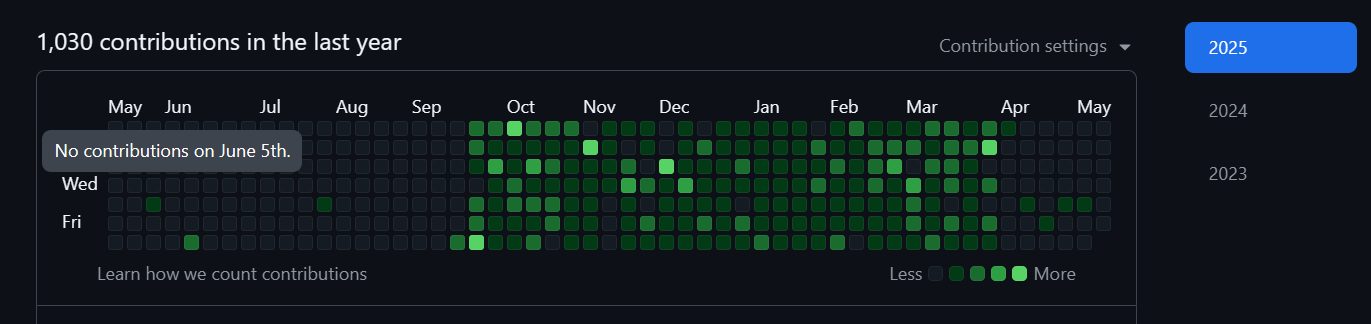 1,030 contributions in the last year
Contribution settings
2025
2024
2023
May Jun Jul Aug Sep Oct Nov Dec Jan Feb Mar Apr May
No contributions on June 5th.
Wed
Fri
Learn how we count contributions
Less More